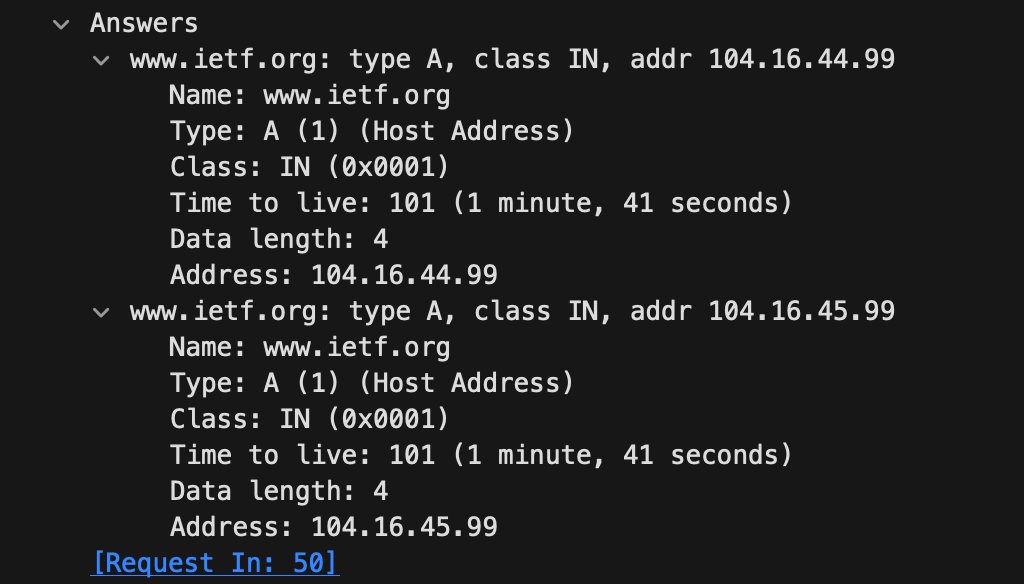 Answers
www.ietf.org: type A, class IN, addr 104.16.44.99
Name: www.ietf.org
Type: A (1) (Host Address)
Class: IN (0x0001)
Time to live: 101 (1 minute, 41 seconds)
Data length: 4
Address: 104.16.44.99
www.ietf.org: type A, class IN, addr 104.16.45.99
Name: www.ietf.org
Type: A (1) (Host Address)
Class: IN (0x0001)
Time to live: 101 (1 minute, 41 seconds)
Data length: 4
Address: 104.16.45.99
[Request In: 50]